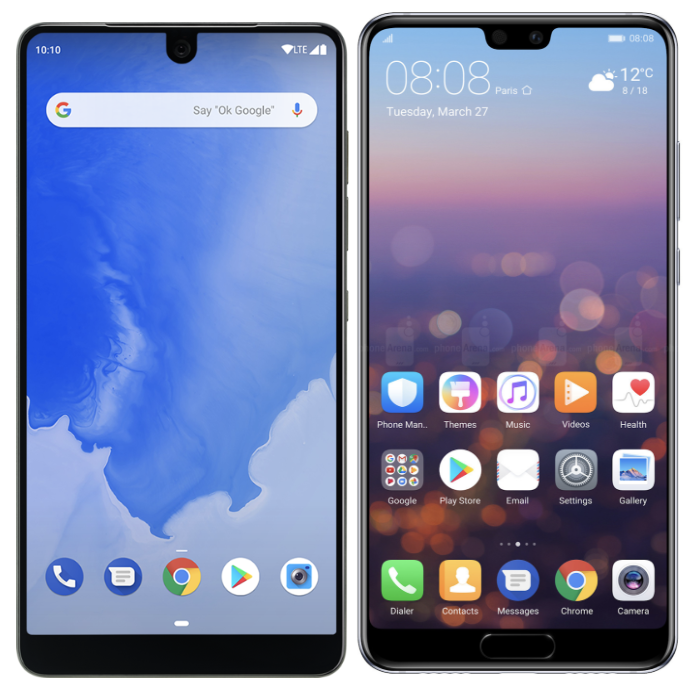 10:10
LTE
Say "Ok Google"
08:08
08:08
Paris
12°C
8 / 18
Tuesday, March 27
Phone Man..
Themes
Music
Videos
Health
Google
Play Store
Email
Settings
Gallery
Dialer
Contacts
Messages
Chrome
Camera